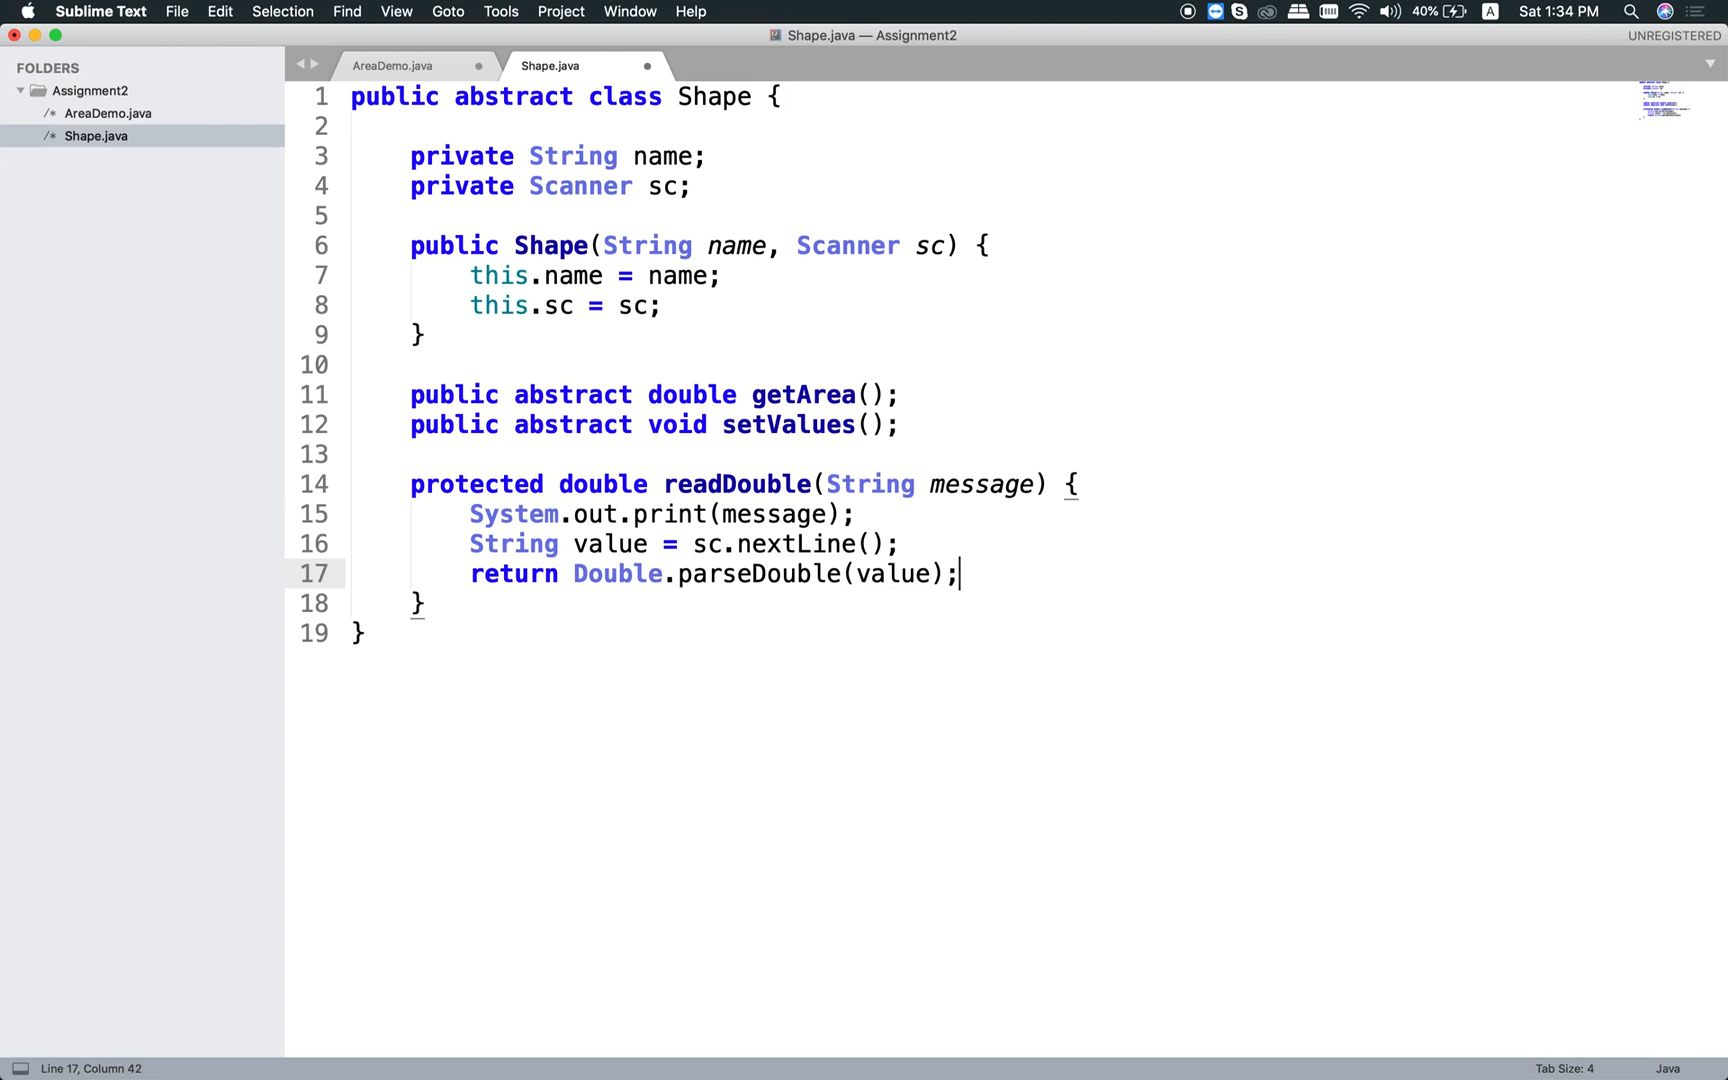 Sublime Text File Edit Selection Find View Goto Tools Project Window Help 40% A Sat 1:34 PM
Shape.java — Assignment2 UNREGISTERED
FOLDERS
Assignment2
/* AreaDemo.java
/* Shape.java
AreaDemo.java Shape.java
1 public abstract class Shape {
2
3 private String name;
4 private Scanner sc;
5
6 public Shape(String name, Scanner sc) {
7 this.name = name;
8 this.sc = sc;
9 }
10
11 public abstract double getArea();
12 public abstract void setValues();
13
14 protected double readDouble(String message) {
15 System.out.print(message);
16 String value = sc.nextLine();
17 return Double.parseDouble(value);
18 }
19 }
Line 17, Column 42 Tab Size: 4 Java